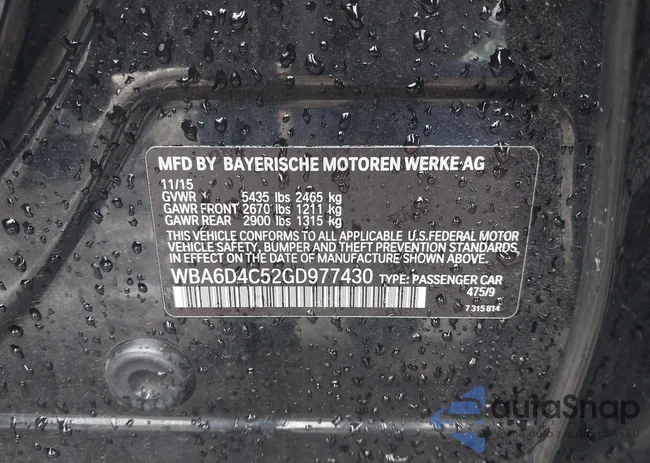 MFD BY BAYERISCHE MOTOREN WERKE AG
11/15
GVWR 5435 lbs 2465 kg
GAWR FRONT 2670 lbs 1211 kg
GAWR REAR 2900 lbs 1315 kg
THIS VEHICLE CONFORMS TO ALL APPLICABLE U.S.FEDERAL MOTOR
VEHICLE SAFETY, BUMPER AND THEFT PREVENTION STANDARDS
IN EFFECT ON THE DATE OF MANUFACTURE SHOWN ABOVE.
WBA6D4C52GD977430 TYPE: PASSENGER CAR
475/9
7 315 814
autoSnap